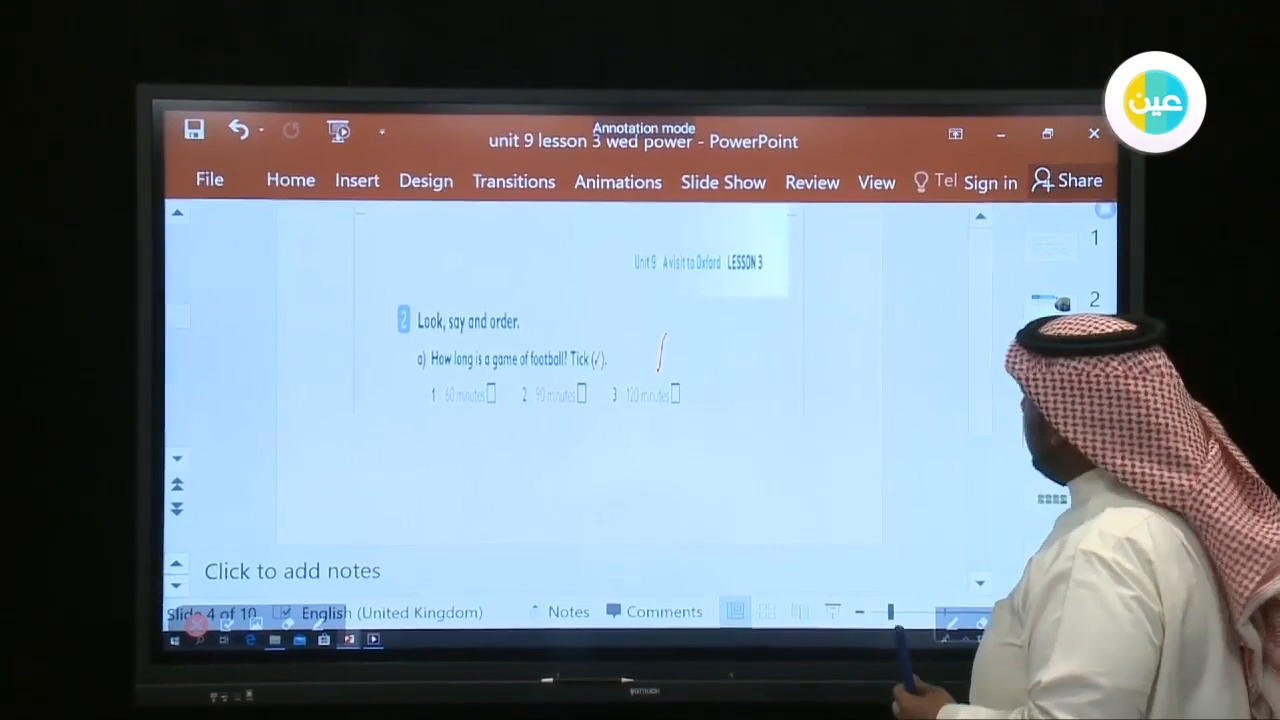 عين
Annotation mode
unit 9 lesson 3 wed power - PowerPoint
File Home Insert Design Transitions Animations Slide Show Review View Tel Sign in Share
1
Unit 9 A visit to Oxford LESSON 3
2
2 Look, say and order.
a) How long is a game of football? Tick (✓).
1 60 minutes 2 90 minutes 3 120 minutes
Click to add notes
Slide 4 of 10 English (United Kingdom) Notes Comments